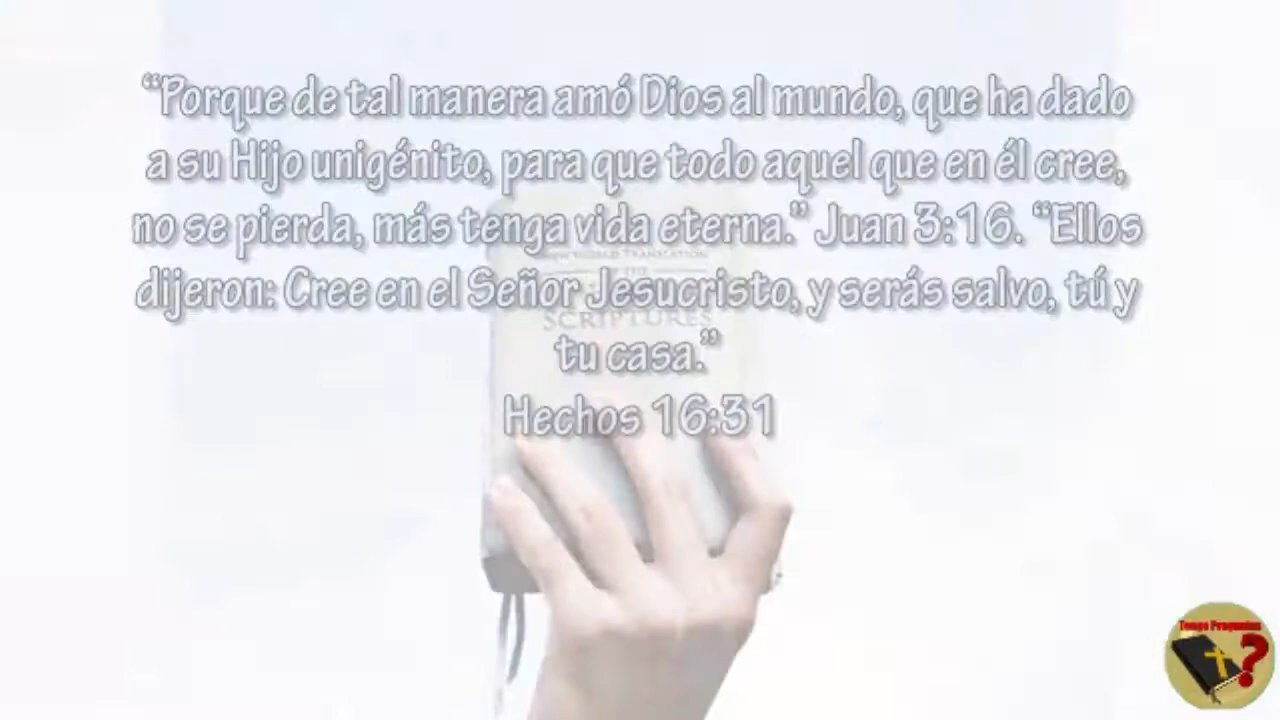 “Porque de tal manera amó Dios al mundo, que ha dado
a su Hijo unigénito, para que todo aquel que en él cree,
no se pierda, más tenga vida eterna.” Juan 3:16. “Ellos
dijeron: Cree en el Señor Jesucristo, y serás salvo, tú y
tu casa.”
Hechos 16:31
WORLD TRANSLATION
SCRIPTURES
Tengo Preguntas
?